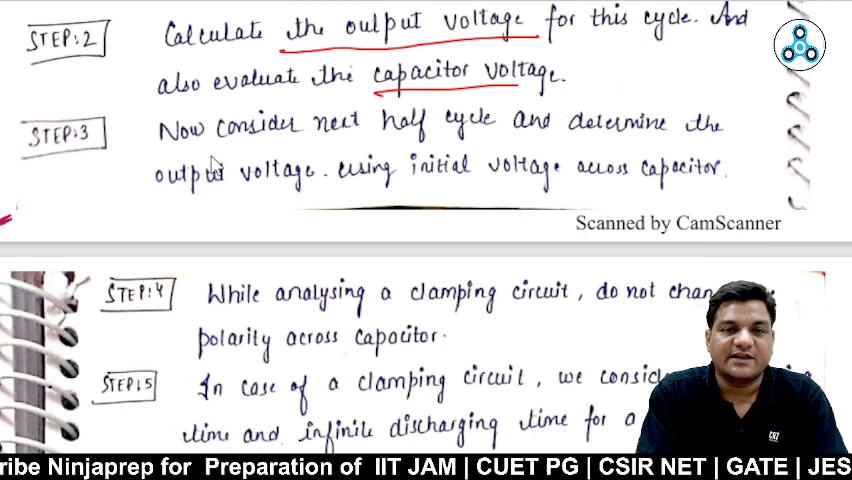 STEP:2 Calculate the output voltage for this cycle. And
also evaluate the capacitor voltage.
STEP:3 Now consider next half cycle and determine the
output voltage. using initial voltage across capacitor.
Scanned by CamScanner
STEP:4 While analysing a clamping circuit, do not
polarity across capacitor.
STEP:5 In case of a clamping circuit, we
time and infinite discharging time for a
ribe Ninjaprep for Preparation of IIT JAM | CUET PG | CSIR NET | GATE | JES